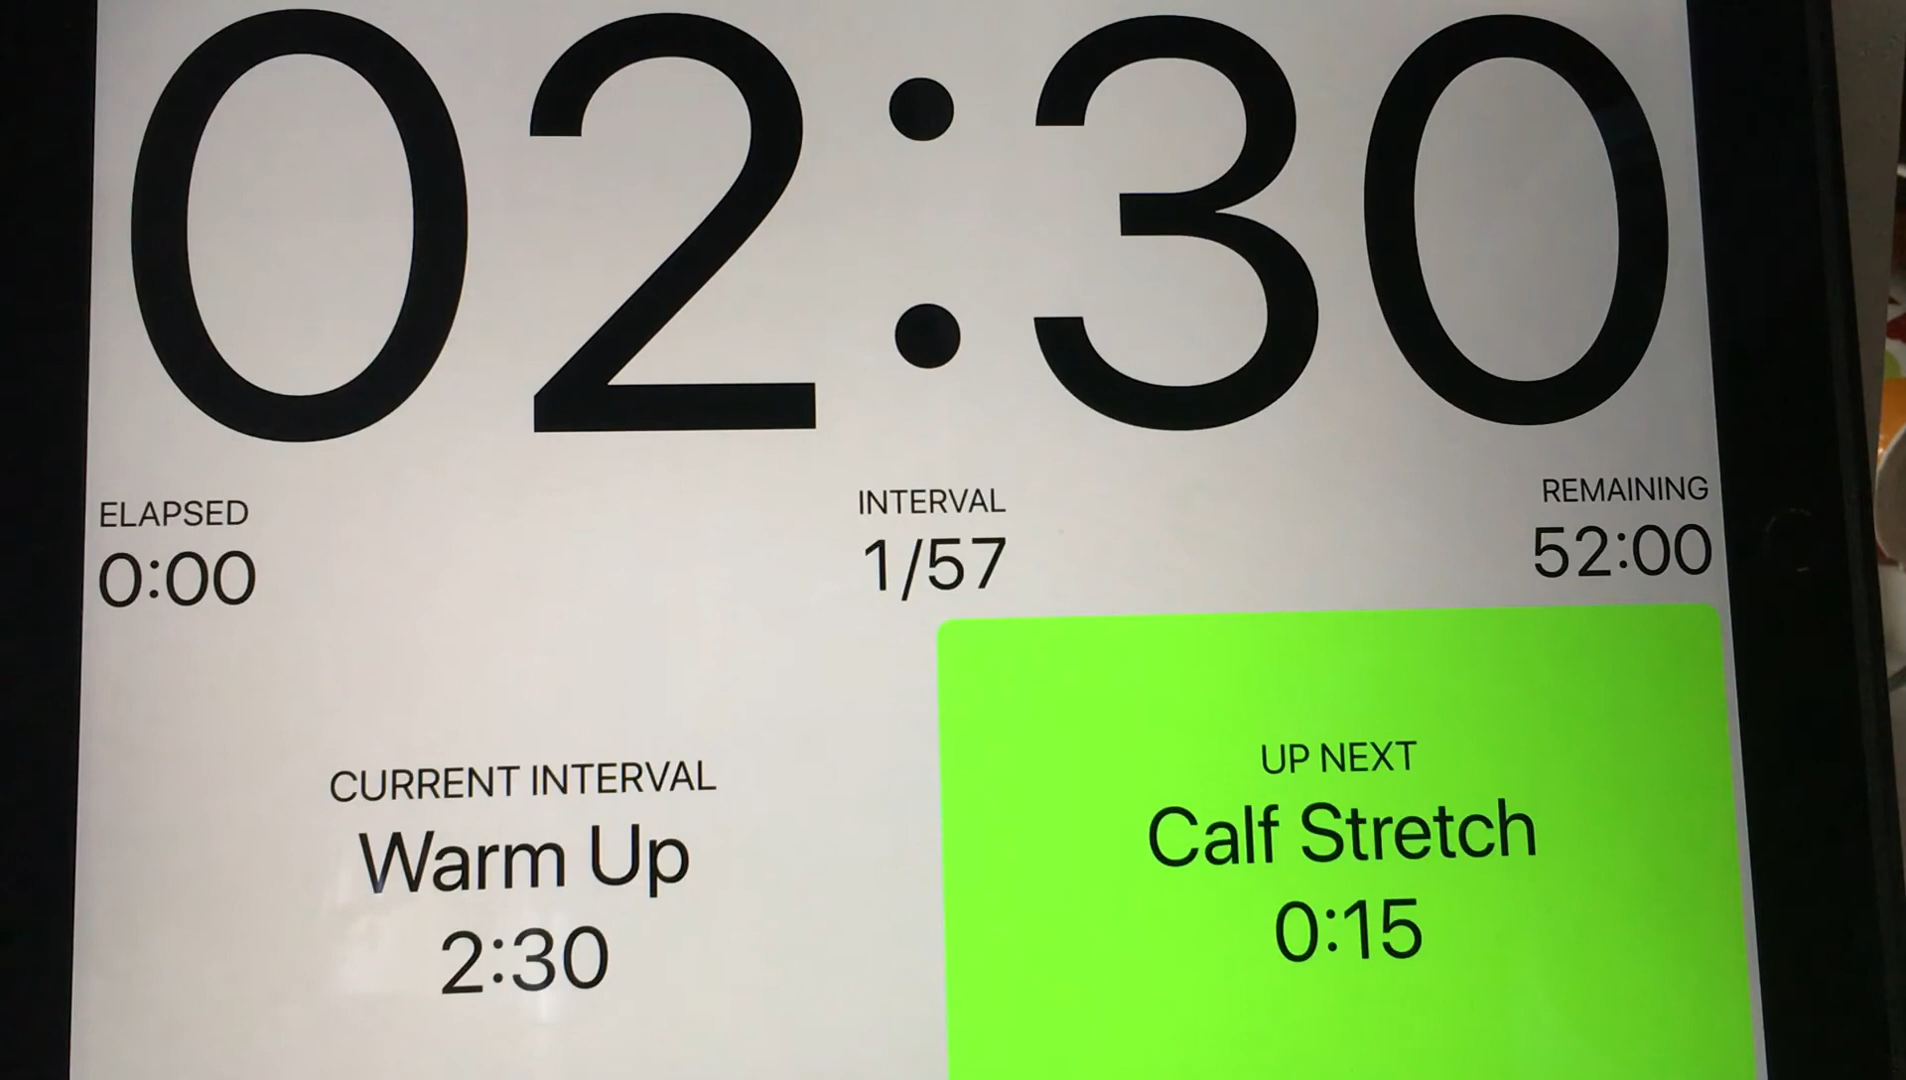 02:30
ELAPSED
0:00
INTERVAL
1/57
REMAINING
52:00
CURRENT INTERVAL
Warm Up
2:30
UP NEXT
Calf Stretch
0:15